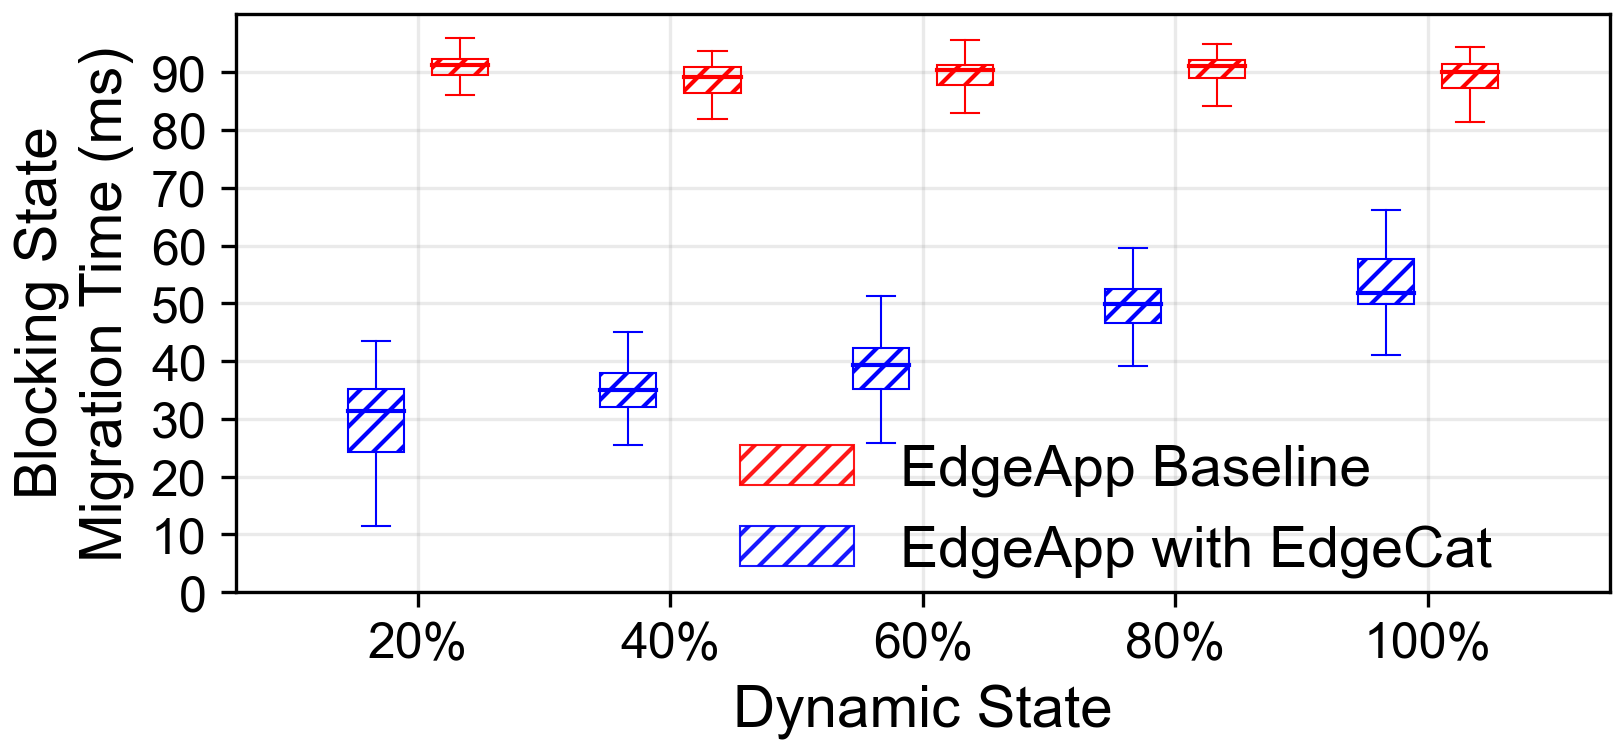 Blocking State
Migration Time (ms)
90
80
70
60
50
40
30
20
10
0
EdgeApp Baseline
EdgeApp with EdgeCat
20% 40% 60% 80% 100%
Dynamic State